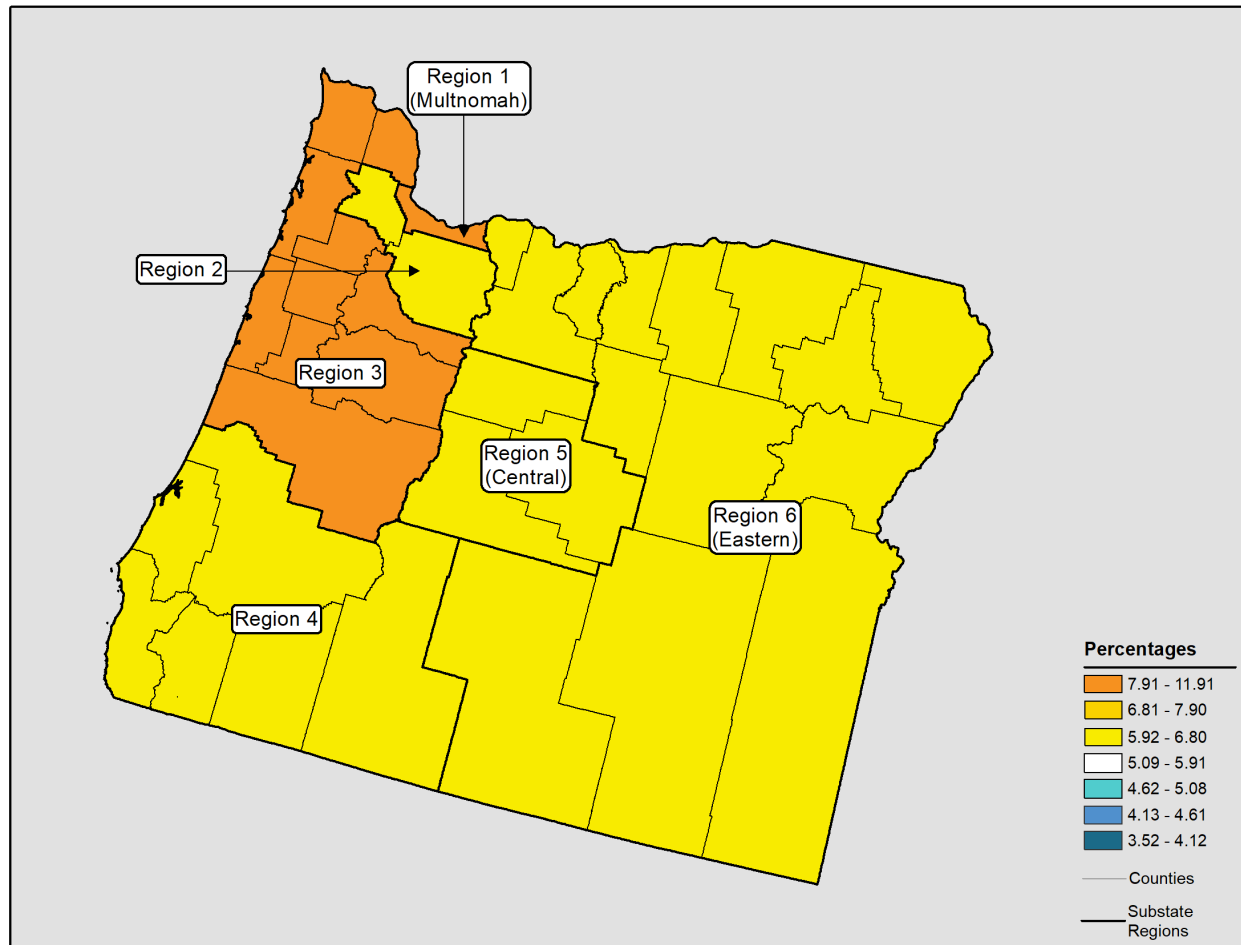 Region 1
(Multnomah)
Region 2
Region 3
Region 5
(Central)
Region 6
(Eastern)
Region 4
Percentages
7.91 - 11.91
6.81 - 7.90
5.92 - 6.80
5.09 - 5.91
4.62 - 5.08
4.13 - 4.61
3.52 - 4.12
Counties
Substate
Regions